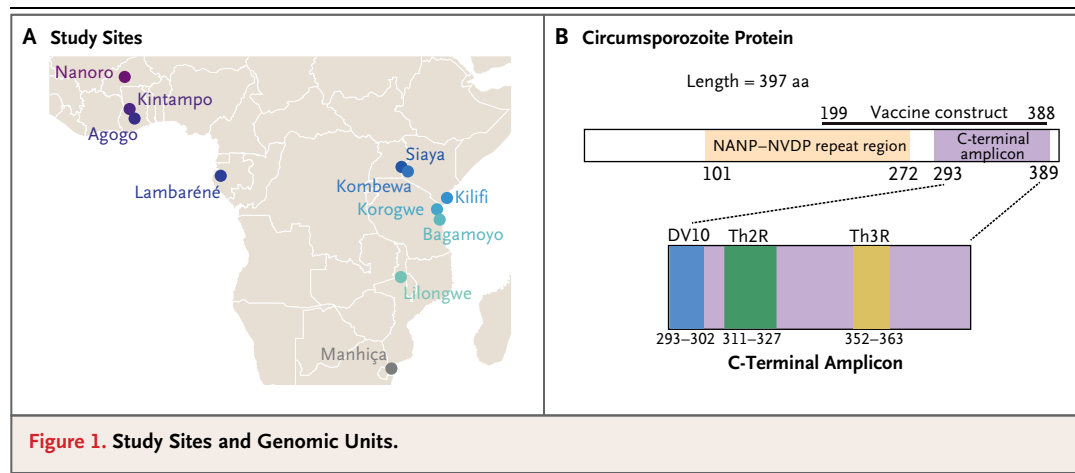 A Study Sites
Nanoro
Kintampo
Agogo
Lambaréné
Siaya
Kombewa
Kilifi
Korogwe
Bagamoyo
Lilongwe
Manhiça
B Circumsporozoite Protein
Length = 397 aa
199 Vaccine construct 388
NANP–NVDP repeat region
C-terminal
amplicon
101 272 293 389
DV10 Th2R Th3R
293–302 311–327 352–363
C-Terminal Amplicon
Figure 1. Study Sites and Genomic Units.